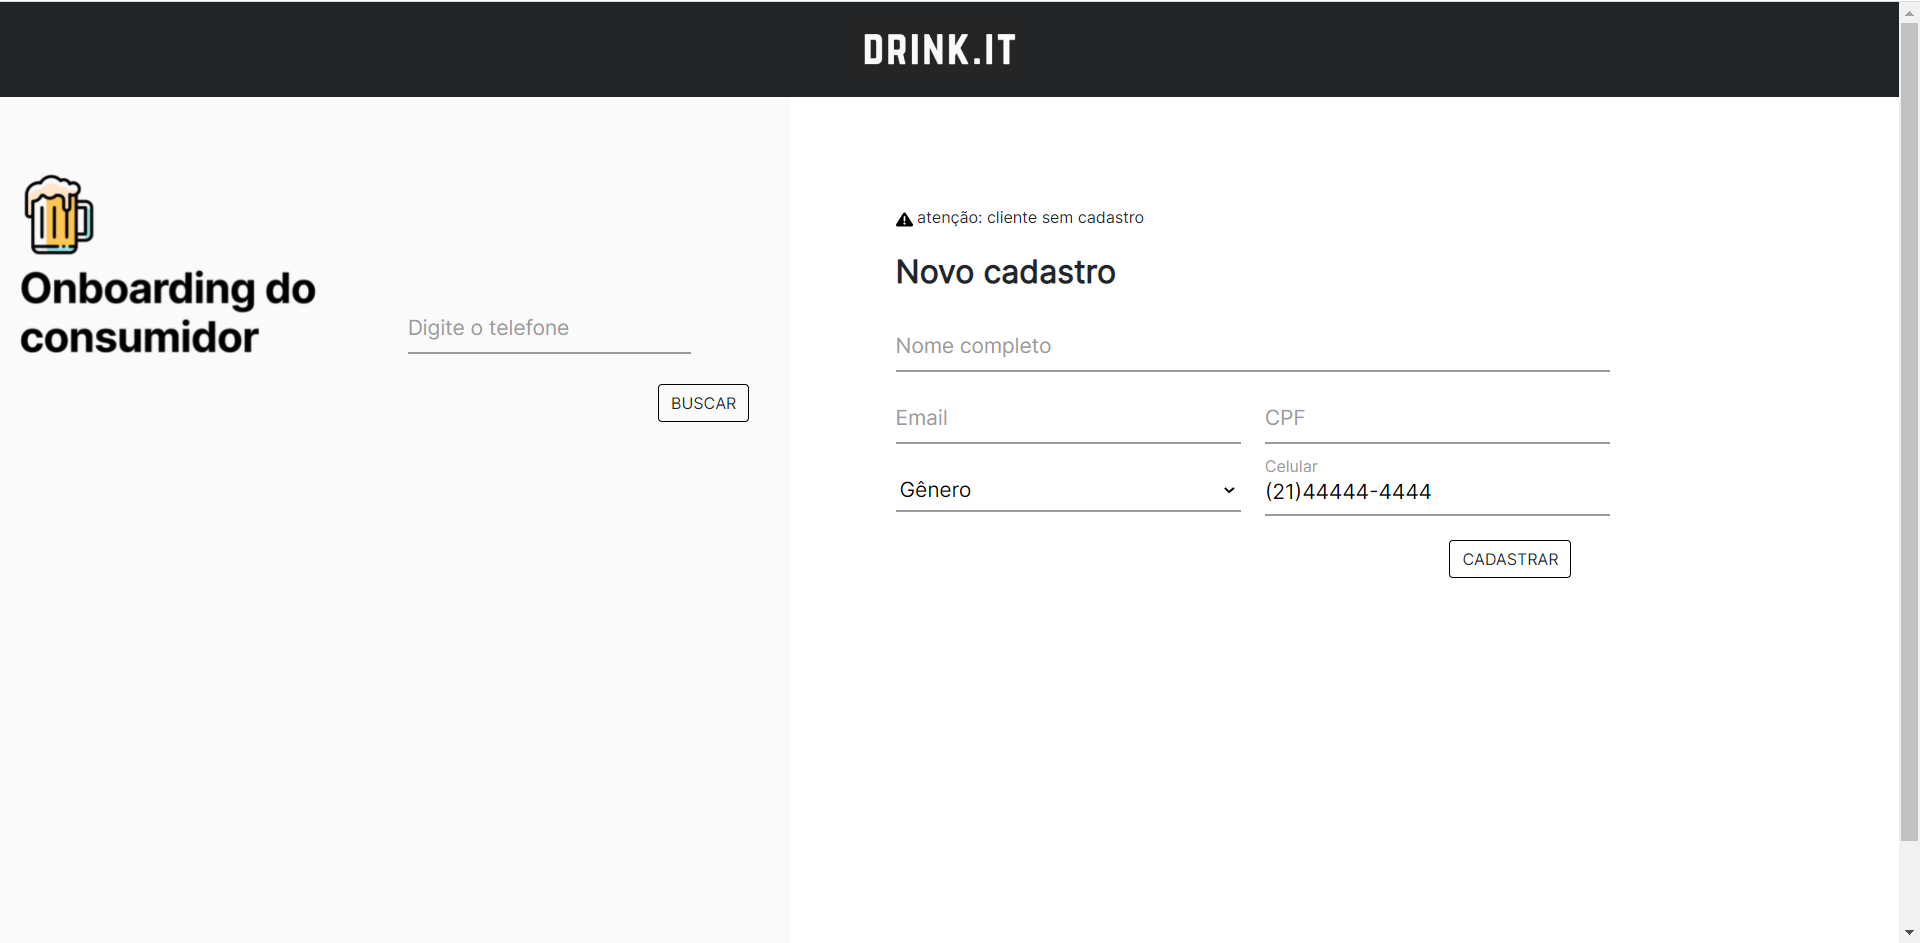 DRINK.IT
Onboarding do
consumidor
Digite o telefone
BUSCAR
atenção: cliente sem cadastro
Novo cadastro
Nome completo
Email
CPF
Gênero
Celular
(21)44444-4444
CADASTRAR